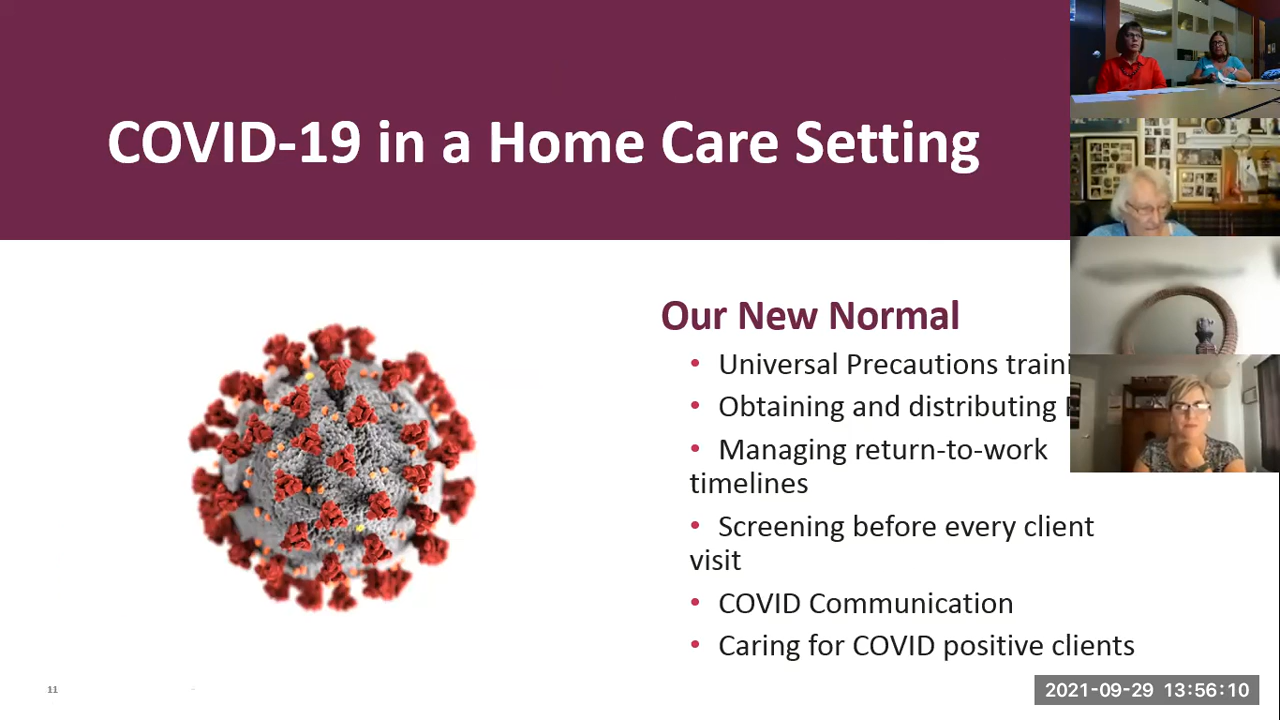 COVID-19 in a Home Care Setting
Our New Normal
• Universal Precautions
• Obtaining and distributing
• Managing return-to-work
timelines
• Screening before every client
visit
• COVID Communication
• Caring for COVID positive clients
11
2021-09-29 13:56:10